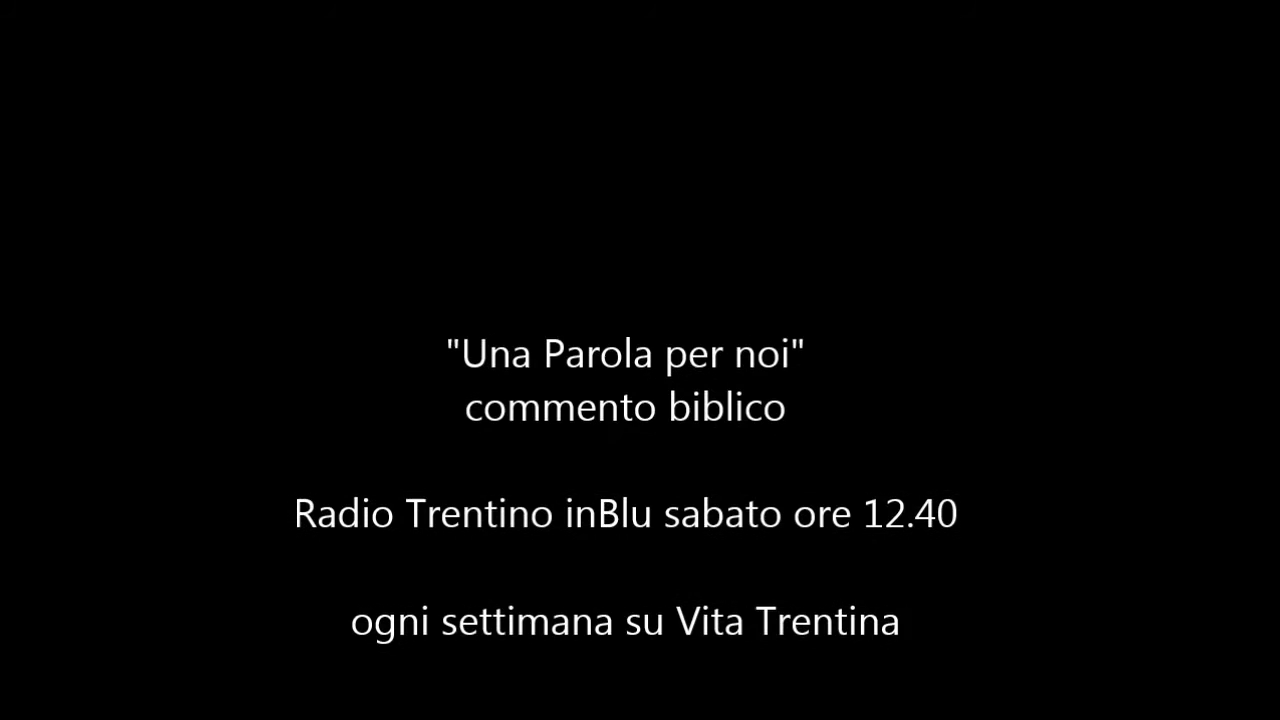 "Una Parola per noi"
commento biblico
Radio Trentino inBlu sabato ore 12.40
ogni settimana su Vita Trentina